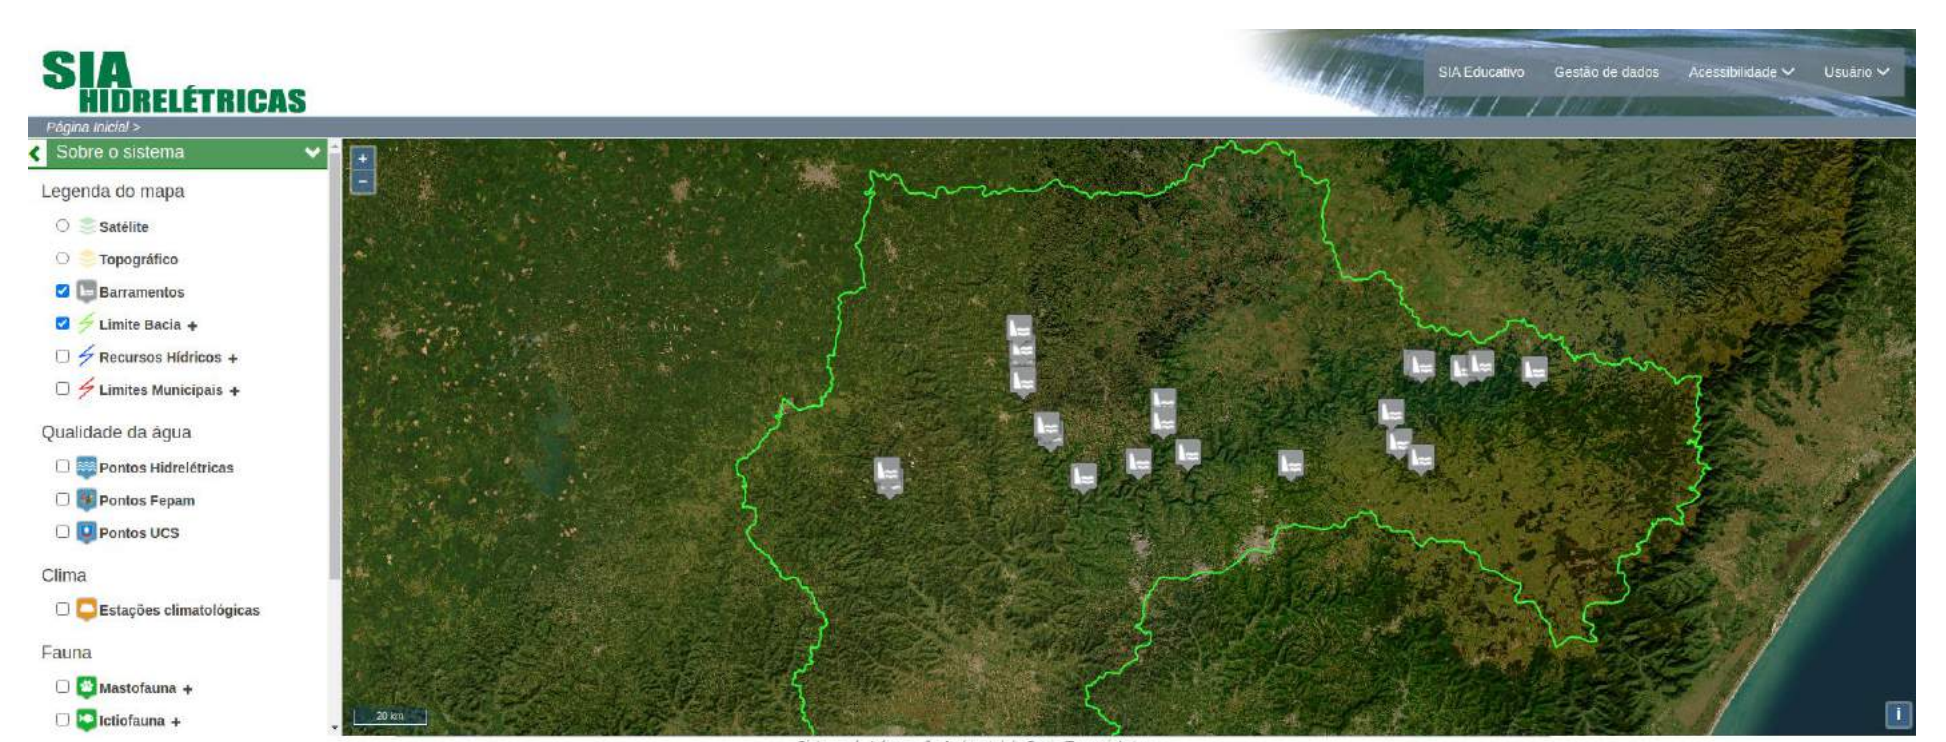 SIA
HIDRELÉTRICAS
SIA Educativo Gestão de dados Acessibilidade Usuário
Página Inicial >
Sobre o sistema
Legenda do mapa
Satélite
Topográfico
Barramentos
Limite Bacia +
Recursos Hídricos +
Limites Municipais +
Qualidade da água
Pontos Hidrelétricas
Pontos Fepam
Pontos UCS
Clima
Estações climatológicas
Fauna
Mastofauna +
Ictiofauna +
+
−
20 km
i